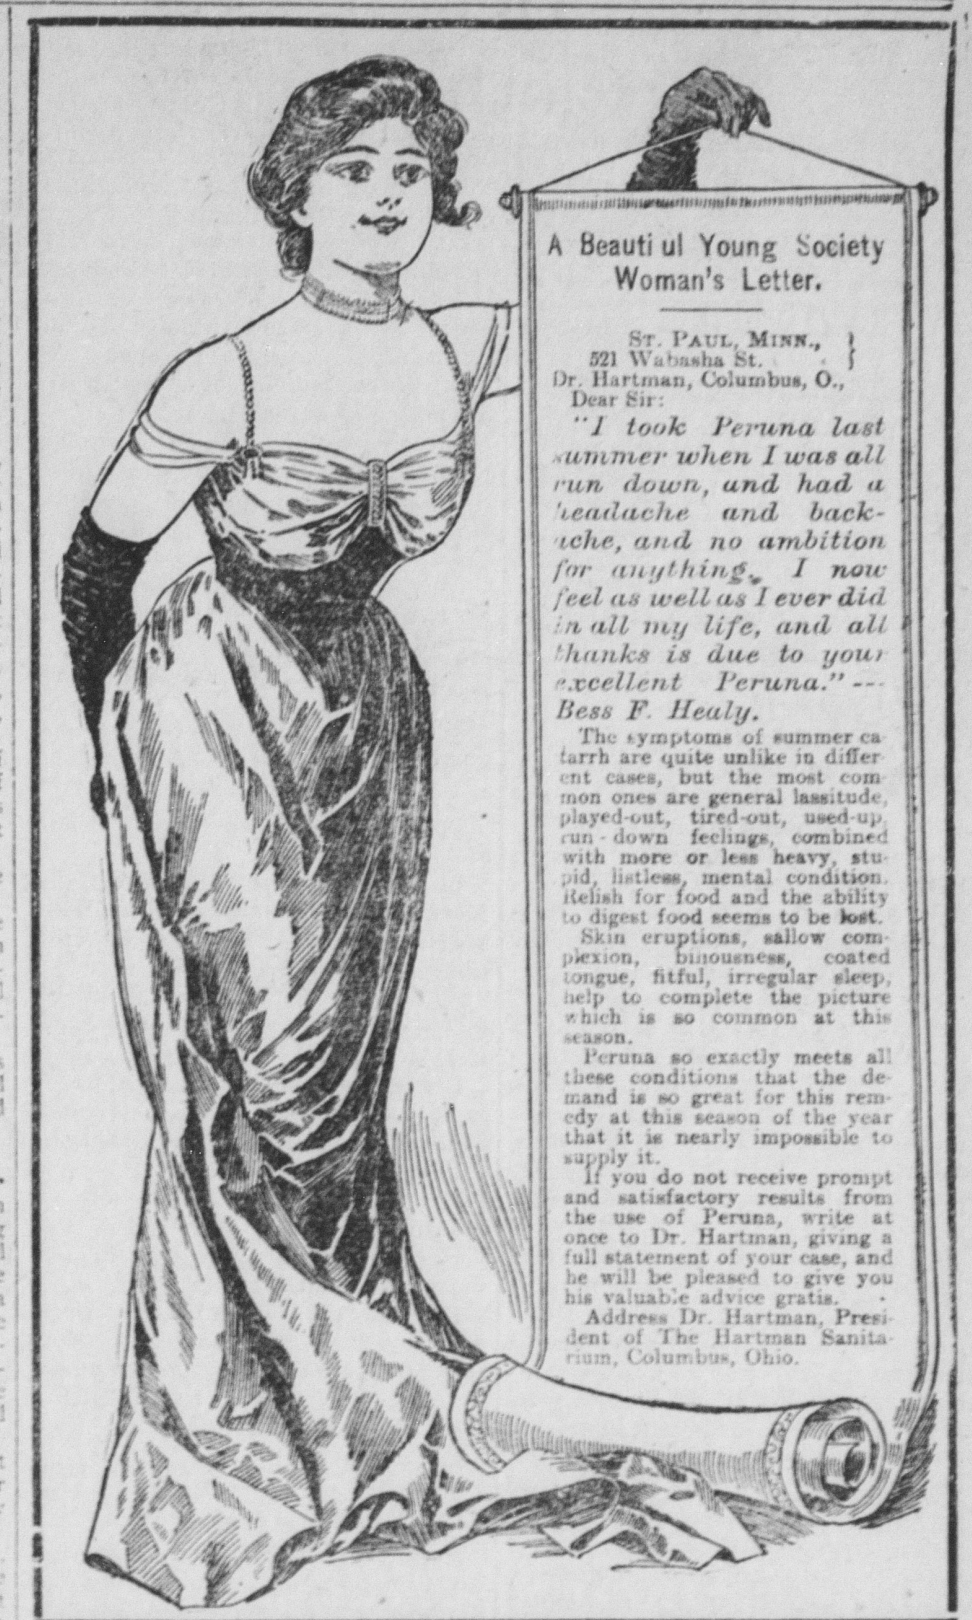 A Beauti ul Young Society
Woman's Letter.
ST. PAUL, MINN.,
521 Wabasha St.
Dr. Hartman, Columbus, O.,
Dear Sir:
"I took Peruna last
summer when I was all
run down, and had a
headache and back-
ache, and no ambition
for anything. I now
feel as well as I ever did
in all my life, and all
thanks is due to your
excellent Peruna." ---
Bess F. Healy.
The symptoms of summer ca-
tarrh are quite unlike in differ-
ent cases, but the most com-
mon ones are general lassitude,
played-out, tired-out, used-up,
run-down feelings, combined
with more or less heavy, stu-
pid, listless, mental condition.
Relish for food and the ability
to digest food seems to be lost.
Skin eruptions, sallow com-
plexion, biliousness, coated
tongue, fitful, irregular sleep,
help to complete the picture
which is so common at this
season.
Peruna so exactly meets all
these conditions that the de-
mand is so great for this rem-
edy at this season of the year
that it is nearly impossible to
supply it.
If you do not receive prompt
and satisfactory results from
the use of Peruna, write at
once to Dr. Hartman, giving a
full statement of your case, and
he will be pleased to give you
his valuable advice gratis.
Address Dr. Hartman, Presi-
dent of The Hartman Sanita-
rium, Columbus, Ohio.